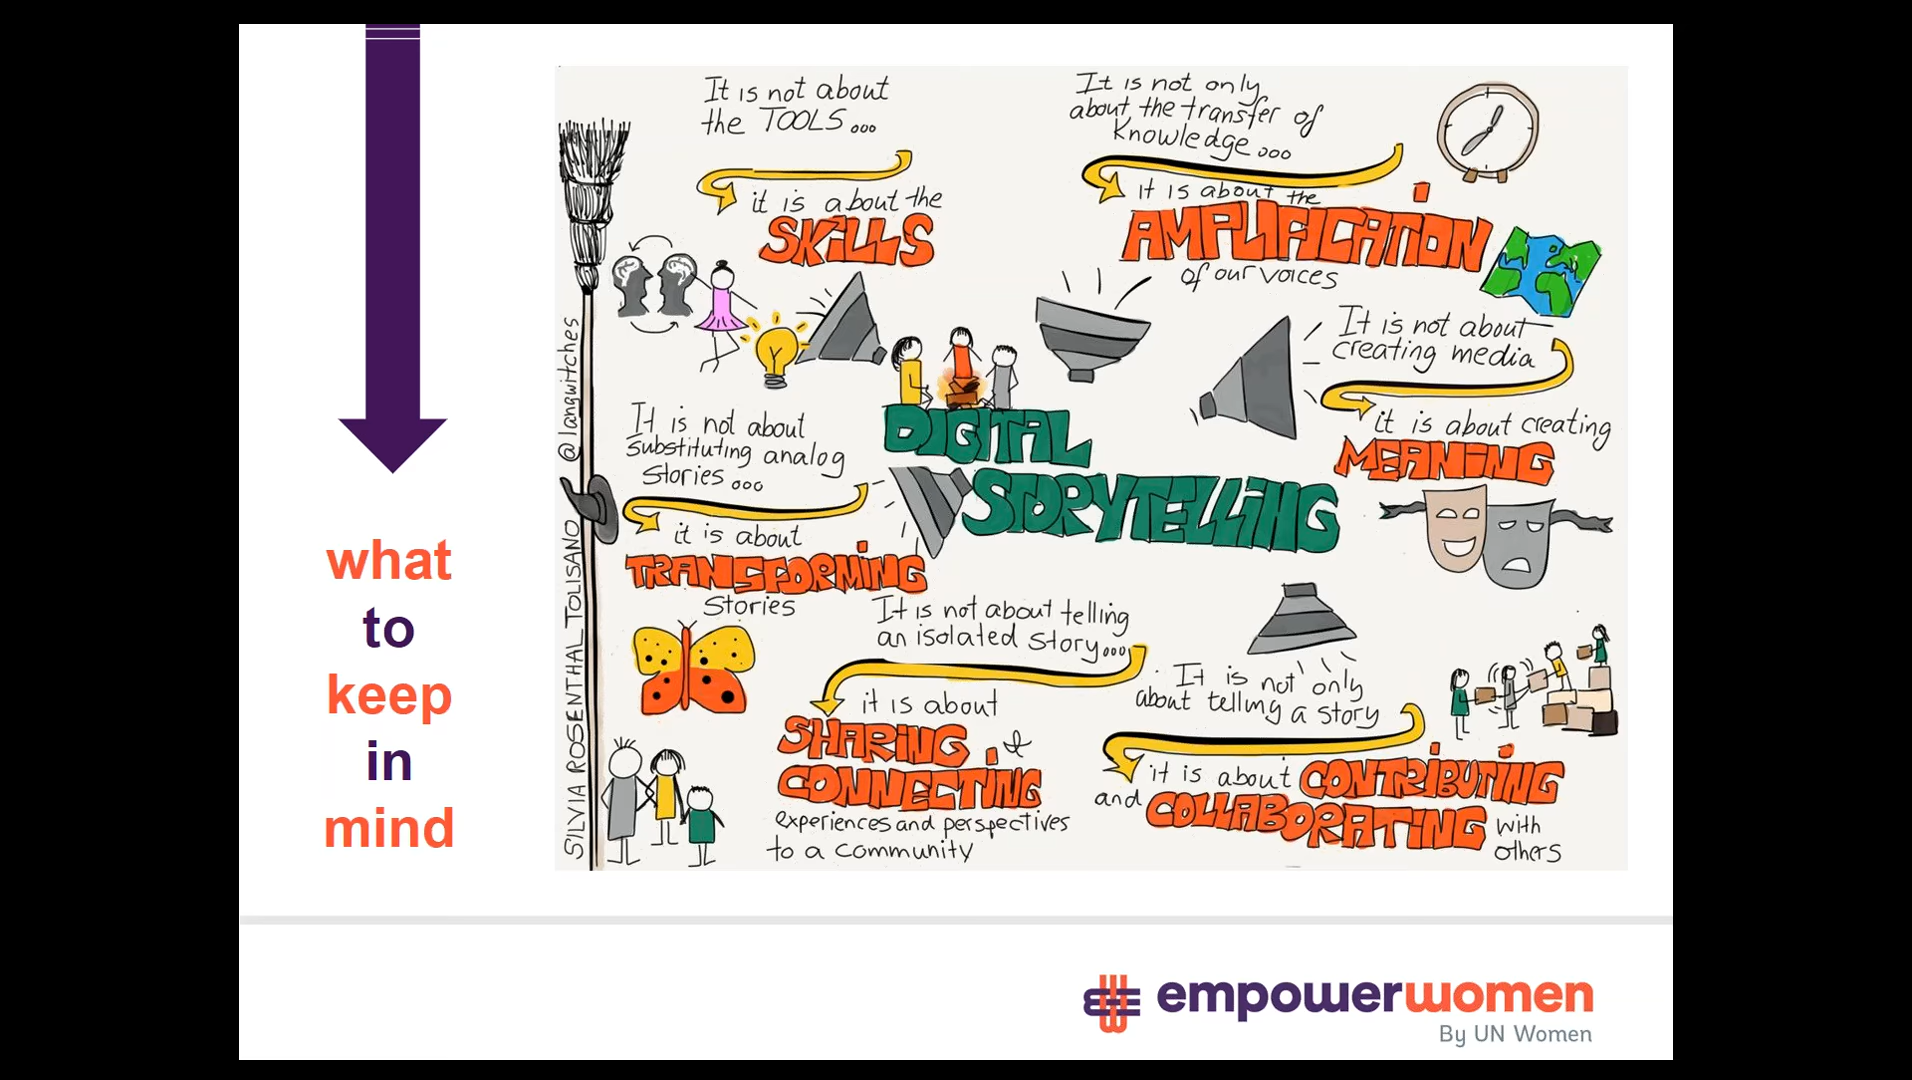 what
to
keep
in
mind
It is not about
the TOOLS...
it is about the
SKILLS
It is not only
about the transfer of
Knowledge...
it is about the
AMPLIFICATION
of our voices
It is not about
creating media
it is about creating
MEANING
DIGITAL
STORYTELLING
It is not about
substituting analog
Stories...
it is about
TRANSFORMING
Stories
It is not about telling
an isolated story...
it is about
SHARING &
CONNECTING
experiences and perspectives
to a community
It is not only
about telling a story
it is about CONTRIBUTING
and COLLABORATING with
others
SILVIA ROSENTHAL TOLISANO @langwitches
empowerwomen
By UN Women